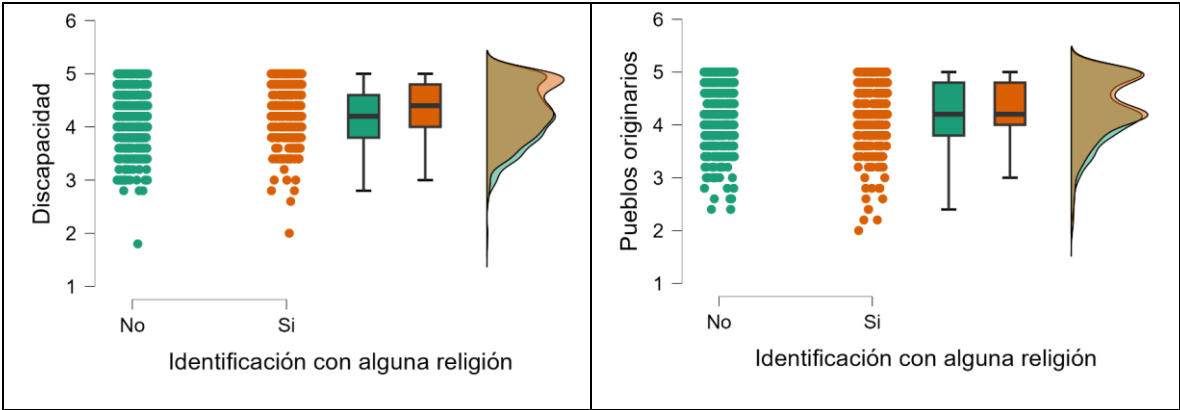 6
5
4
3
2
1
Discapacidad
No
Si
Identificación con alguna religión
6
5
4
3
2
1
Pueblos originarios
No
Si
Identificación con alguna religión